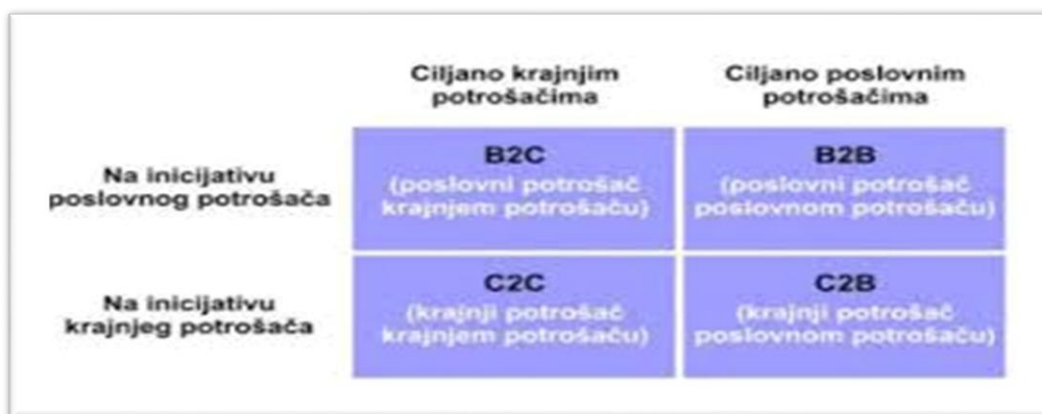 Ciljano krajnjim
potrošačima
Ciljano poslovnim
potrošačima
Na inicijativu
poslovnog potrošača
B2C
(poslovni potrošač
krajnjem potrošaču)
B2B
(poslovni potrošač
poslovnom potrošaču)
Na inicijativu
krajnjeg potrošača
C2C
(krajnji potrošač
krajnjem potrošaču)
C2B
(krajnji potrošač
poslovnom potrošaču)